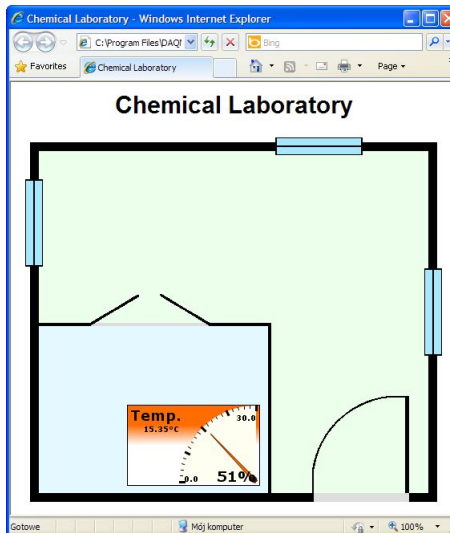 Chemical Laboratory - Windows Internet Explorer
C:\Program Files\DAQ
Bing
Favorites
Chemical Laboratory
Page
Chemical Laboratory
Temp.
15.35°C
30.0
0.0
51%
Gotowe
Mój komputer
100%